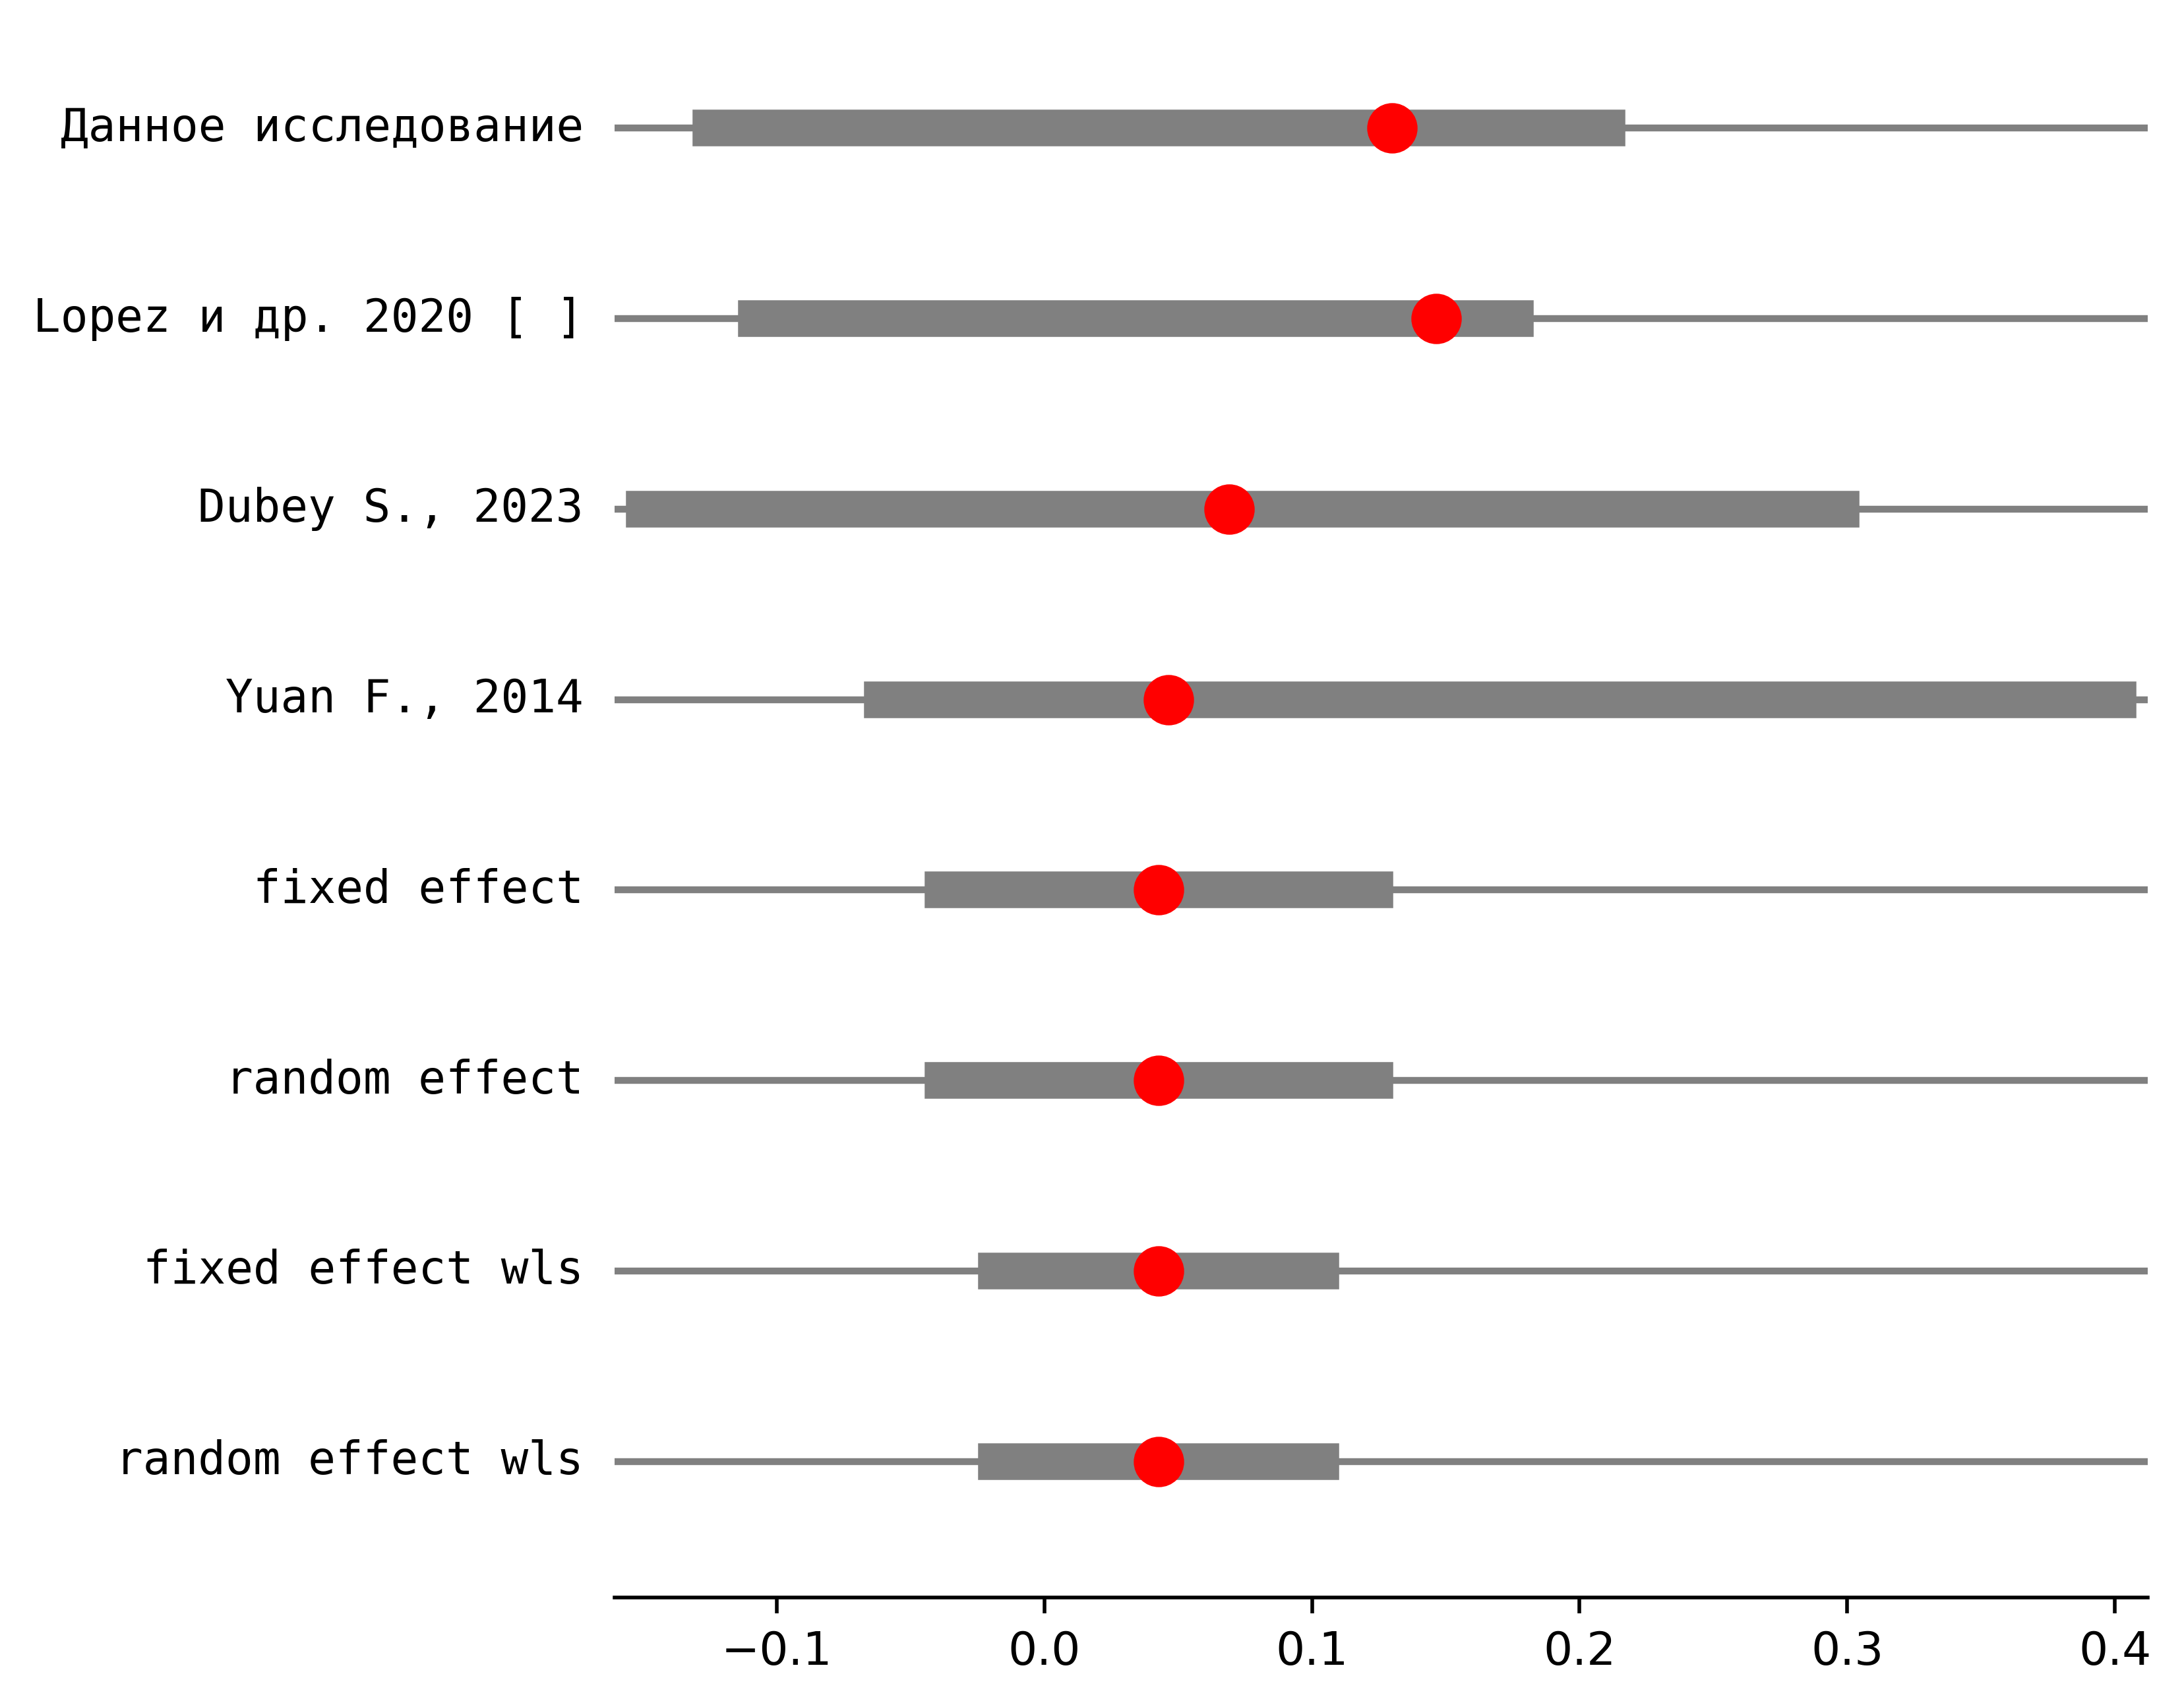 Данное исследование
Lopez и др. 2020 [ ]
Dubey S., 2023
Yuan F., 2014
fixed effect
random effect
fixed effect wls
random effect wls
−0.1 0.0 0.1 0.2 0.3 0.4